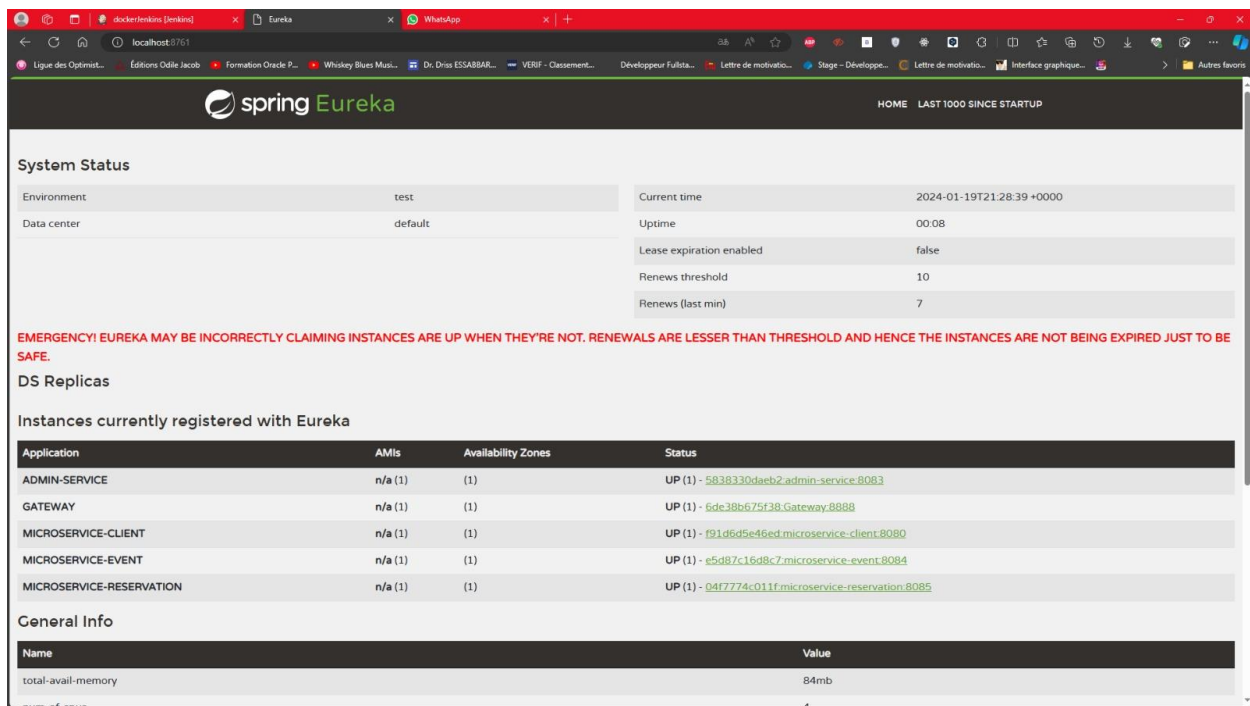 dockerJenkins [Jenkins]
Eureka
WhatsApp
localhost:8761
Ligue des Optimist...
Éditions Odile Jacob
Formation Oracle P...
Whiskey Blues Musi...
Dr. Driss ESSABBAR...
VERIF - Classement...
Développeur Fullsta...
Lettre de motivatio...
Stage – Développe...
Lettre de motivatio...
Interface graphique...
Autres favoris
spring Eureka
HOME LAST 1000 SINCE STARTUP
System Status
Environment test
Data center default
Current time 2024-01-19T21:28:39 +0000
Uptime 00:08
Lease expiration enabled false
Renews threshold 10
Renews (last min) 7
EMERGENCY! EUREKA MAY BE INCORRECTLY CLAIMING INSTANCES ARE UP WHEN THEY'RE NOT. RENEWALS ARE LESSER THAN THRESHOLD AND HENCE THE INSTANCES ARE NOT BEING EXPIRED JUST TO BE
SAFE.
DS Replicas
Instances currently registered with Eureka
Application AMIs Availability Zones Status
ADMIN-SERVICE n/a (1) (1) UP (1) - 5838330daeb2:admin-service:8083
GATEWAY n/a (1) (1) UP (1) - 6de38b675f38:Gateway:8888
MICROSERVICE-CLIENT n/a (1) (1) UP (1) - f91d6d5e46ed:microservice-client:8080
MICROSERVICE-EVENT n/a (1) (1) UP (1) - e5d87c16d8c7:microservice-event:8084
MICROSERVICE-RESERVATION n/a (1) (1) UP (1) - 04f7774c011f:microservice-reservation:8085
General Info
Name Value
total-avail-memory 84mb